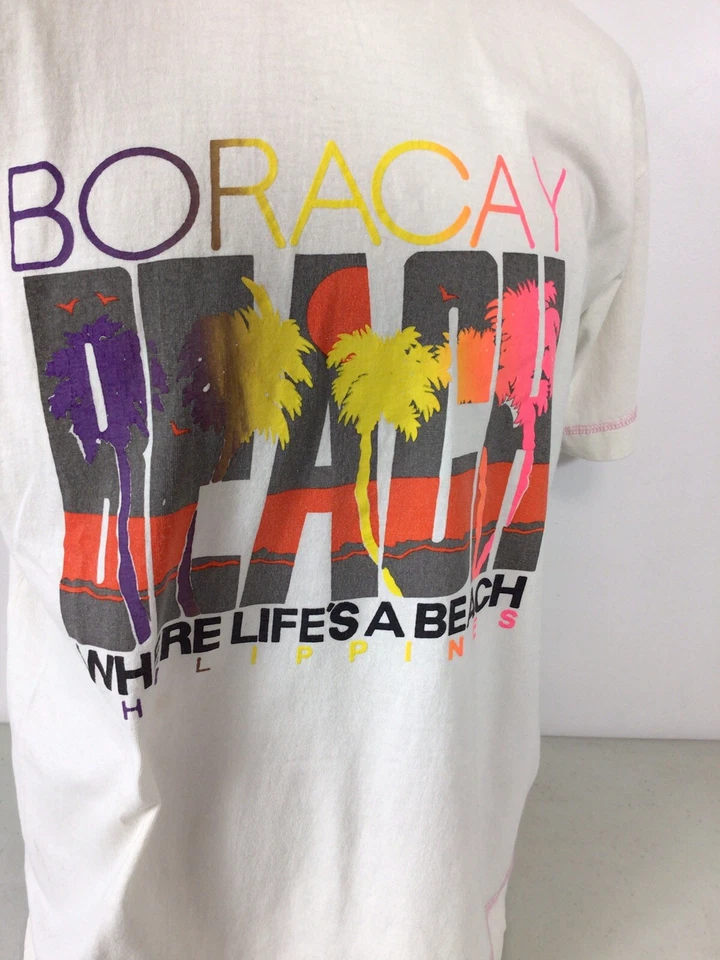 BORACAY
BEACH
WHERE LIFE'S A BEACH
PHILIPPINES